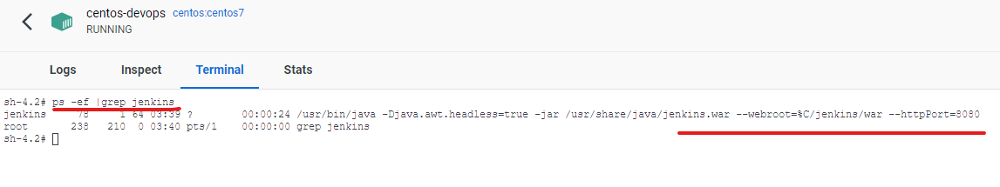 centos-devops centos:centos7
RUNNING
Logs Inspect Terminal Stats
sh-4.2# ps -ef |grep jenkins
jenkins 78 1 64 03:39 ? 00:00:24 /usr/bin/java -Djava.awt.headless=true -jar /usr/share/java/jenkins.war --webroot=%C/jenkins/war --httpPort=8080
root 238 210 0 03:40 pts/1 00:00:00 grep jenkins
sh-4.2#